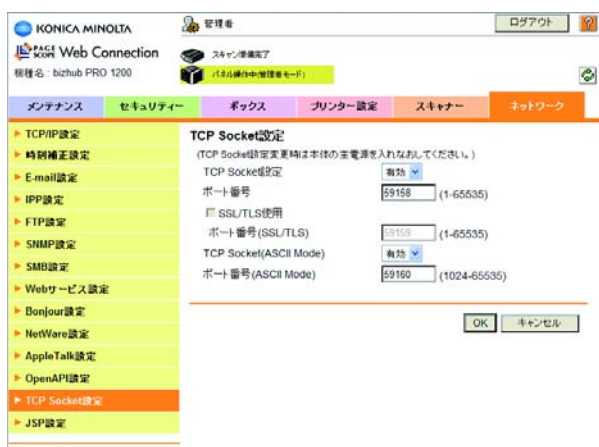 KONICA MINOLTA
管理者
ログアウト
?
PAGE SCOPE Web Connection
スキャン準備完了
機種名 : bizhub PRO 1200
パネル操作中(管理者モード)
メンテナンス
セキュリティー
ボックス
プリンター設定
スキャナー
ネットワーク
TCP/IP設定
時刻補正設定
E-mail設定
IPP設定
FTP設定
SNMP設定
SMB設定
Webサービス設定
Bonjour設定
NetWare設定
AppleTalk設定
OpenAPI設定
TCP Socket設定
JSP設定
TCP Socket設定
(TCP Socket設定変更時は本体の主電源を入れなおしてください。)
TCP Socket設定 有効
ポート番号 59158 (1-65535)
SSL/TLS使用
ポート番号(SSL/TLS) 59159 (1-65535)
TCP Socket(ASCII Mode) 有効
ポート番号(ASCII Mode) 59160 (1024-65535)
OK
キャンセル